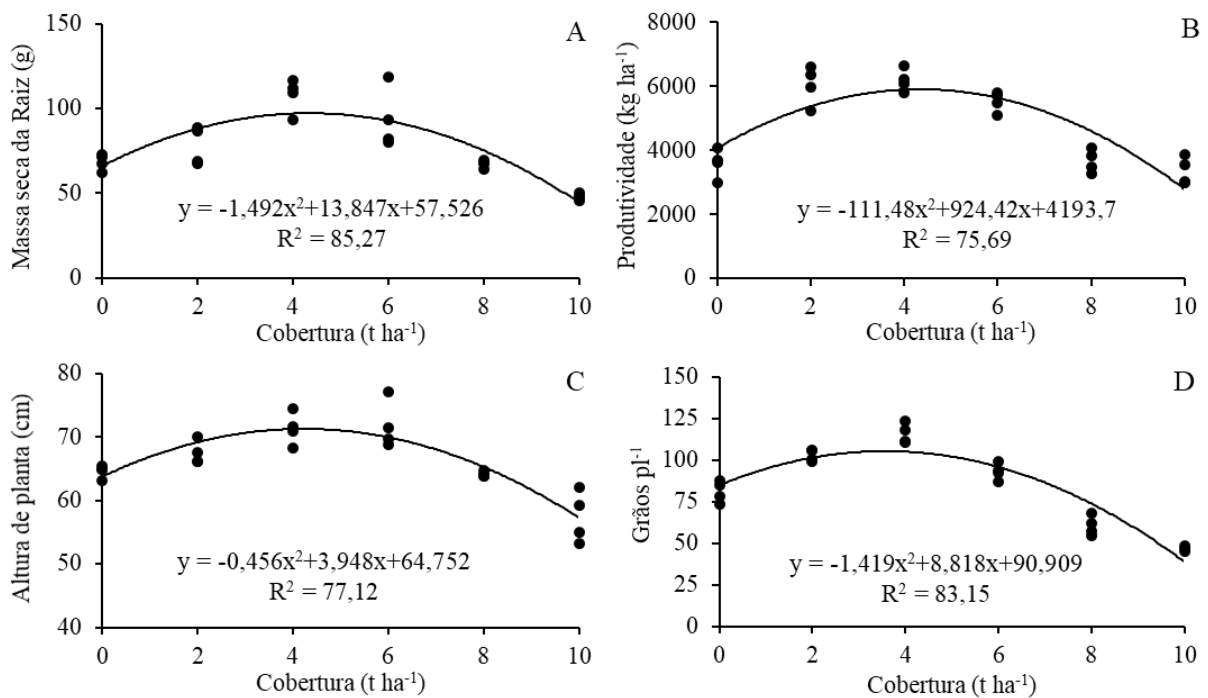 A
Massa seca da Raiz (g)
150
100
50
0
y = -1,492x²+13,847x+57,526
R² = 85,27
0 2 4 6 8 10
Cobertura (t ha⁻¹)
B
Produtividade (kg ha⁻¹)
8000
6000
4000
2000
0
y = -111,48x²+924,42x+4193,7
R² = 75,69
0 2 4 6 8 10
Cobertura (t ha⁻¹)
C
Altura de planta (cm)
80
70
60
50
40
y = -0,456x²+3,948x+64,752
R² = 77,12
0 2 4 6 8 10
Cobertura (t ha⁻¹)
D
Grãos pl⁻¹
150
125
100
75
50
25
0
y = -1,419x²+8,818x+90,909
R² = 83,15
0 2 4 6 8 10
Cobertura (t ha⁻¹)